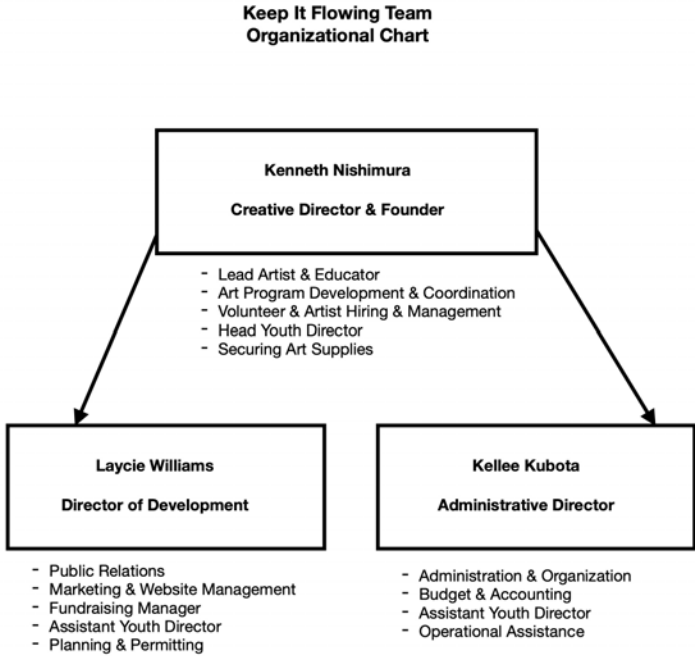 Keep It Flowing Team
Organizational Chart
Kenneth Nishimura
Creative Director & Founder
- Lead Artist & Educator
- Art Program Development & Coordination
- Volunteer & Artist Hiring & Management
- Head Youth Director
- Securing Art Supplies
Laycie Williams
Director of Development
- Public Relations
- Marketing & Website Management
- Fundraising Manager
- Assistant Youth Director
- Planning & Permitting
Kellee Kubota
Administrative Director
- Administration & Organization
- Budget & Accounting
- Assistant Youth Director
- Operational Assistance